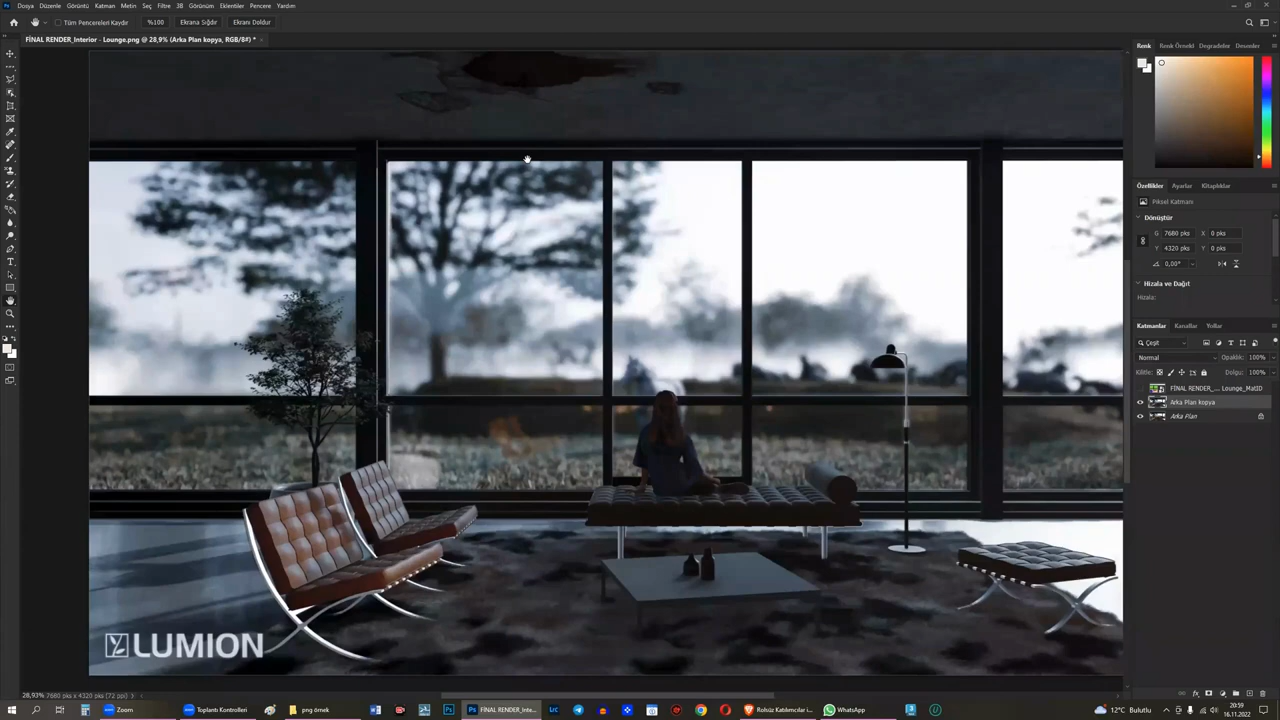 Dosya Düzenle Görüntü Katman Metin Seç Filtre 3B Görünüm Eklentiler Pencere Yardım
Tüm Pencereleri Kaydır %100 Ekrana Sığdır Ekranı Doldur
FİNAL RENDER_Interior - Lounge.png @ 28,9% (Arka Plan kopya, RGB/8#) *
Renk Renk Örneği Degradeler Desenler
Özellikler Ayarlar Kitaplıklar
Piksel Katmanı
Dönüştür
G 7680 pks X 0 pks
Y 4320 pks Y 0 pks
0,00°
Hizala ve Dağıt
Hizala:
Katmanlar Kanallar Yollar
Çeşit
Normal Opaklık: 100%
Kilitle: Dolgu: 100%
FİNAL RENDER_... Lounge_MatID
Arka Plan kopya
Arka Plan
LUMION
28,93% 7680 pks x 4320 pks (72 ppi)
Zoom Toplantı Kontrolleri png örnek FİNAL RENDER_Inte... Rolsüz Katılımcılar i... WhatsApp 12°C Bulutlu 20:59
16.11.2022